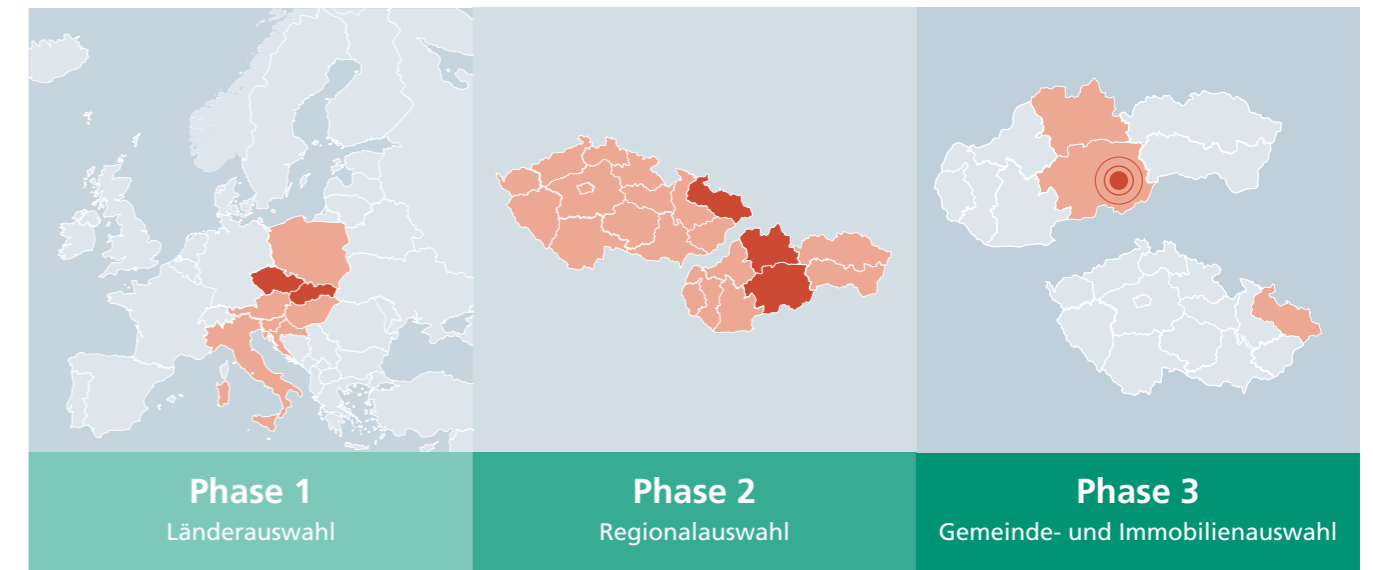 Phase 1
Länderauswahl
Phase 2
Regionalauswahl
Phase 3
Gemeinde- und Immobilienauswahl